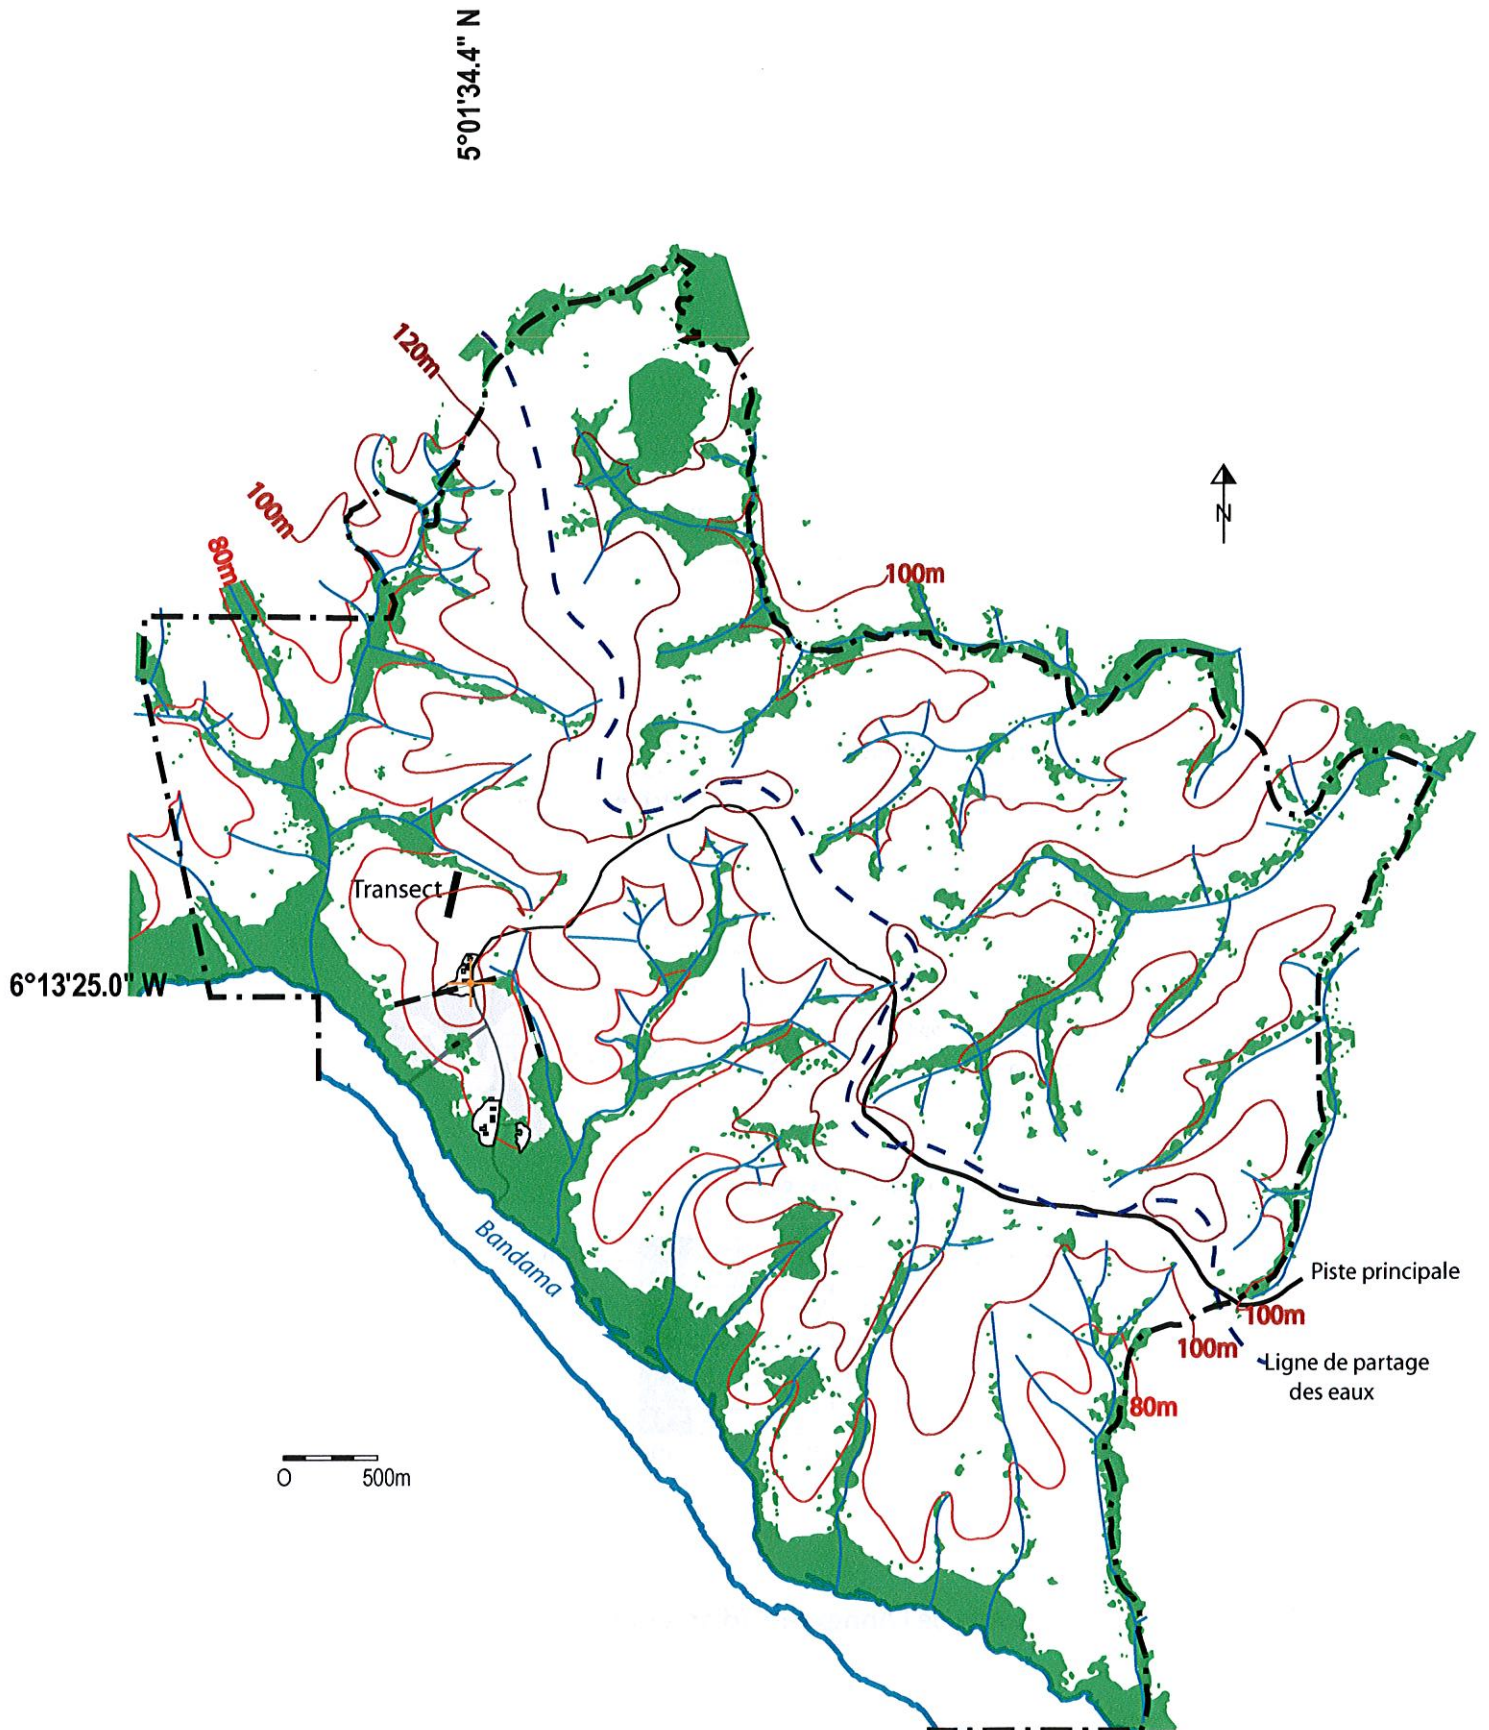 5°01'34.4" N
120m
100m
80m
N
100m
Transect
6°13'25.0" W
Bandama
Piste principale
100m
100m
Ligne de partage
des eaux
80m
O 500m